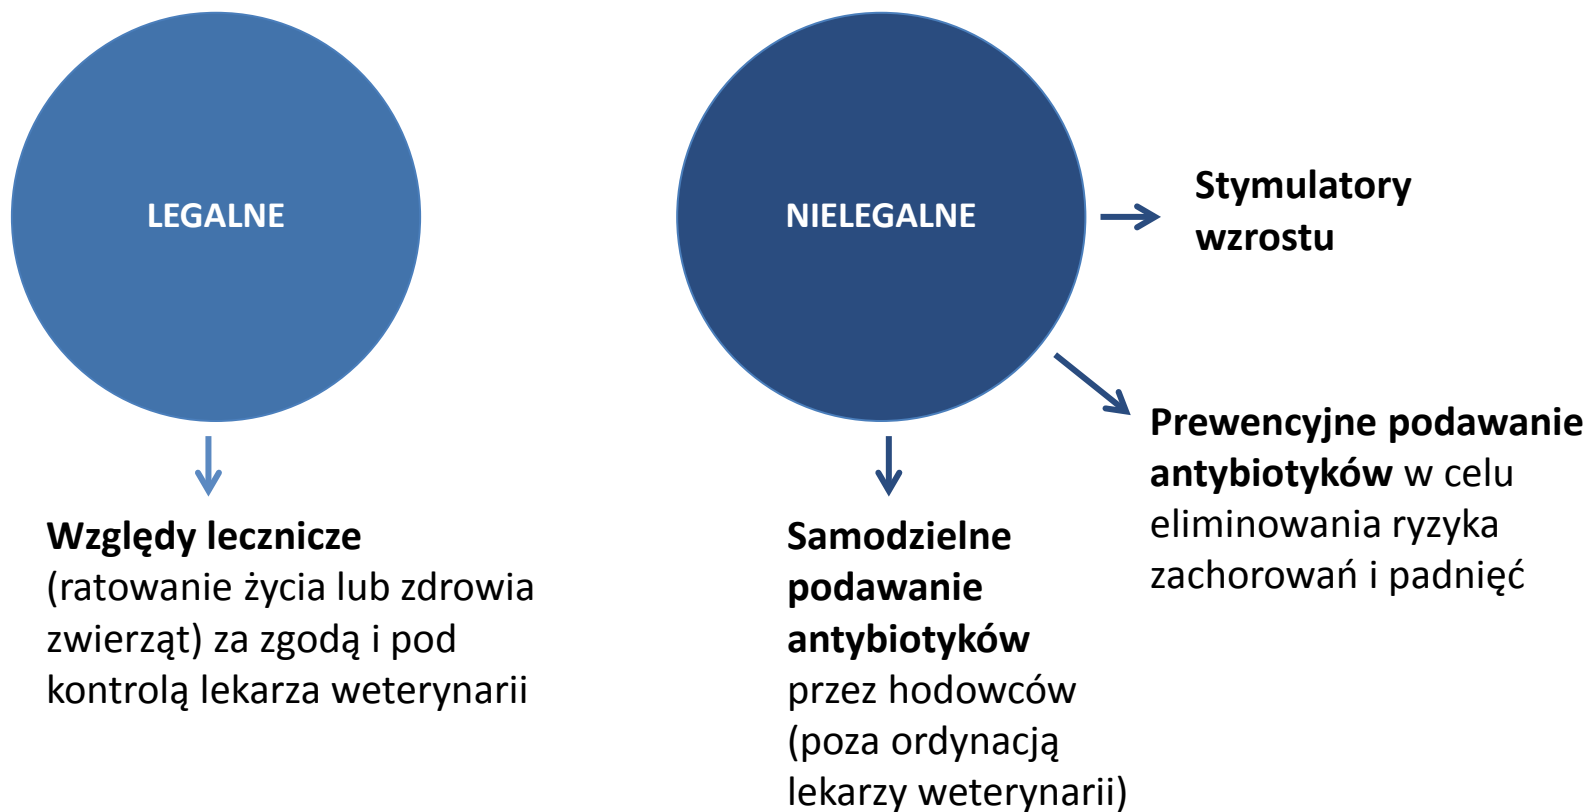 LEGALNE
Względy lecznicze
(ratowanie życia lub zdrowia
zwierząt) za zgodą i pod
kontrolą lekarza weterynarii
NIELEGALNE
Stymulatory
wzrostu
Prewencyjne podawanie
antybiotyków w celu
eliminowania ryzyka
zachorowań i padnięć
Samodzielne
podawanie
antybiotyków
przez hodowców
(poza ordynacją
lekarzy weterynarii)